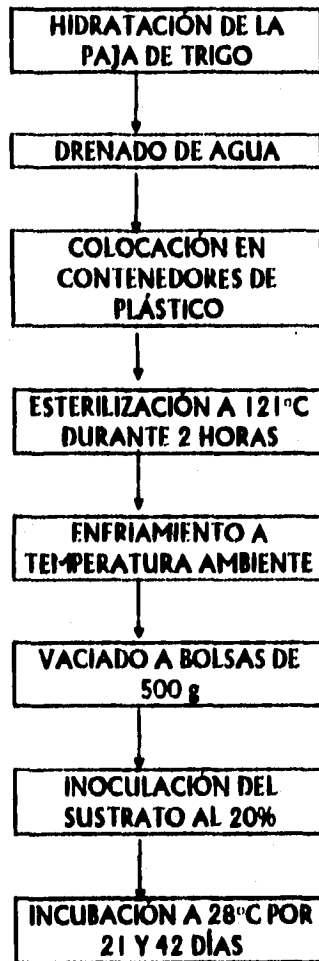 HIDRATACIÓN DE LA
PAJA DE TRIGO
DRENADO DE AGUA
COLOCACIÓN EN
CONTENEDORES DE
PLÁSTICO
ESTERILIZACIÓN A 121°C
DURANTE 2 HORAS
ENFRIAMIENTO A
TEMPERATURA AMBIENTE
VACIADO A BOLSAS DE
500 g
INOCULACIÓN DEL
SUSTRATO AL 20%
INCUBACIÓN A 28°C POR
21 Y 42 DÍAS